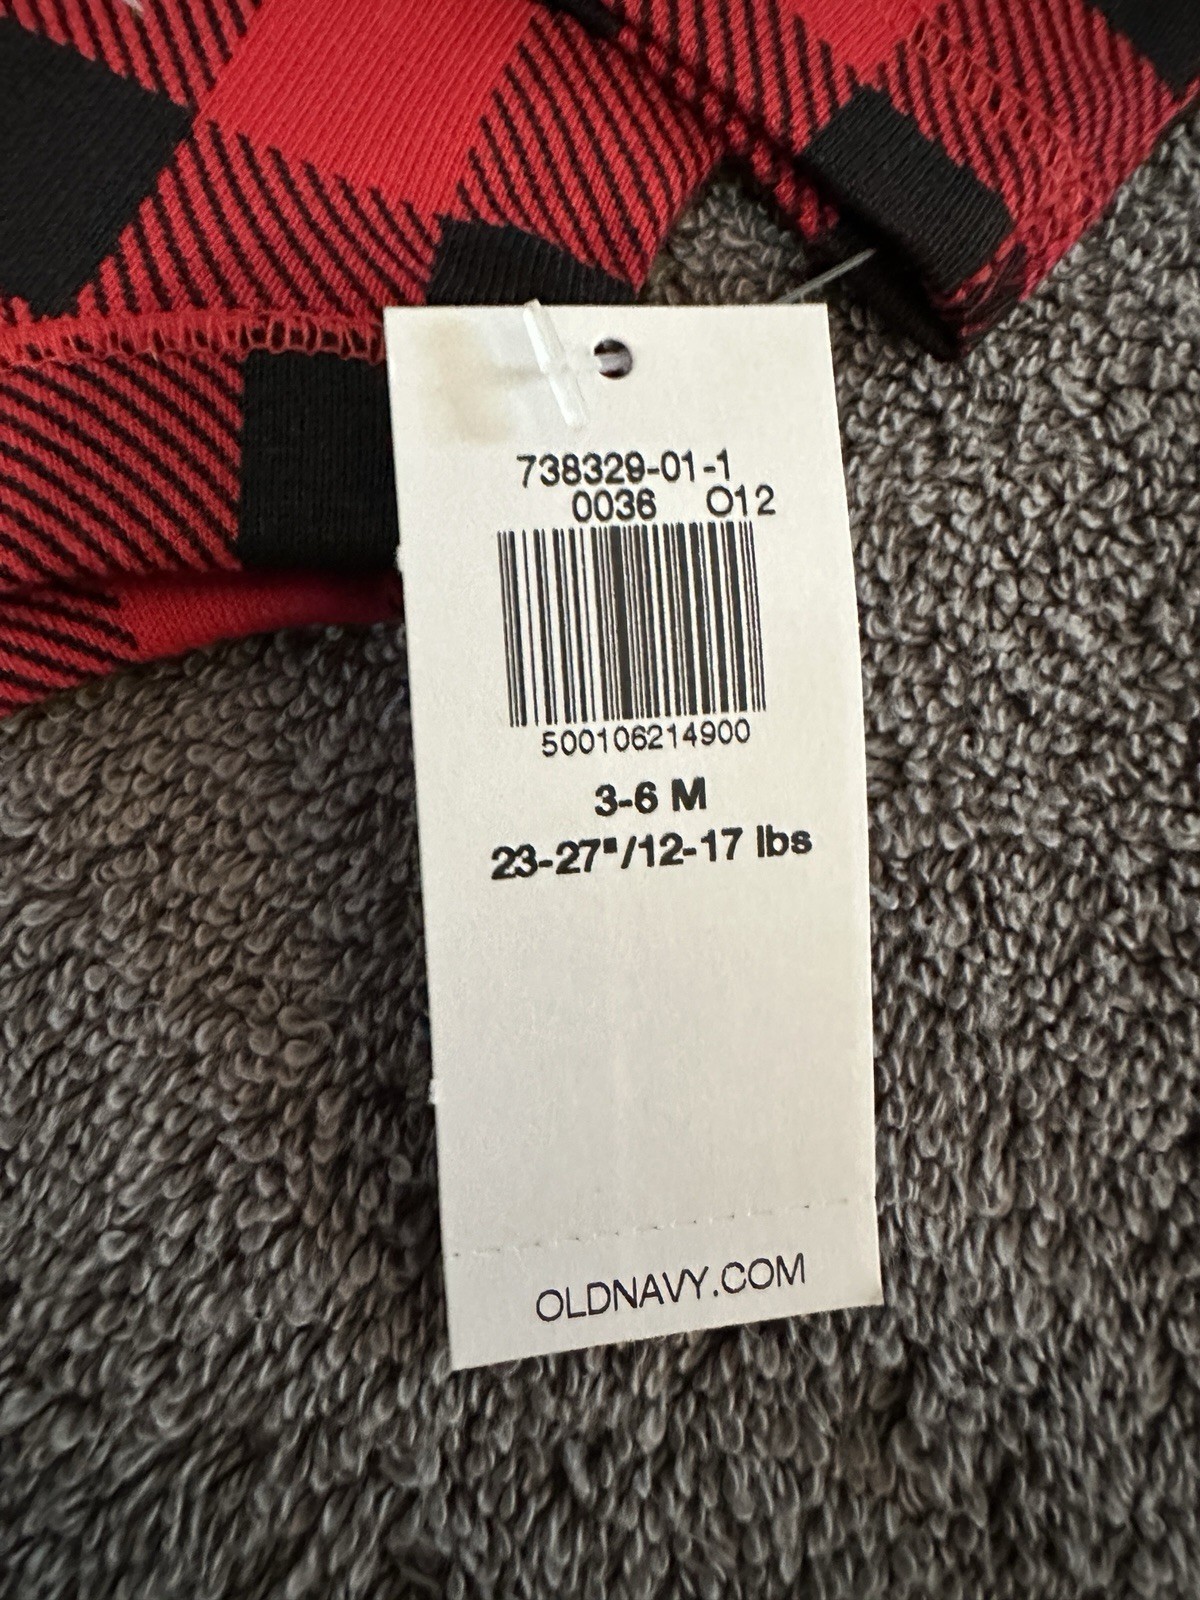 738329-01-1
0036 O12
500106214900
3-6 M
23-27"/12-17 lbs
OLDNAVY.COM